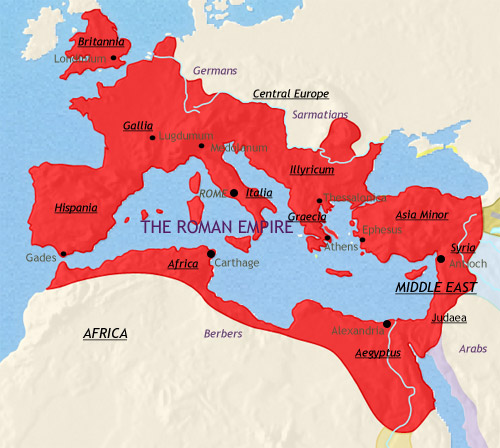 Britannia
Londinium
Germans
Central Europe
Sarmatians
Gallia
Lugdunum
Mediolanum
Illyricum
ROME
Italia
Thessalonica
Hispania
Graecia
Asia Minor
THE ROMAN EMPIRE
Ephesus
Athens
Syria
Gades
Africa
Carthage
Antioch
MIDDLE EAST
Judaea
AFRICA
Berbers
Alexandria
Arabs
Aegyptus